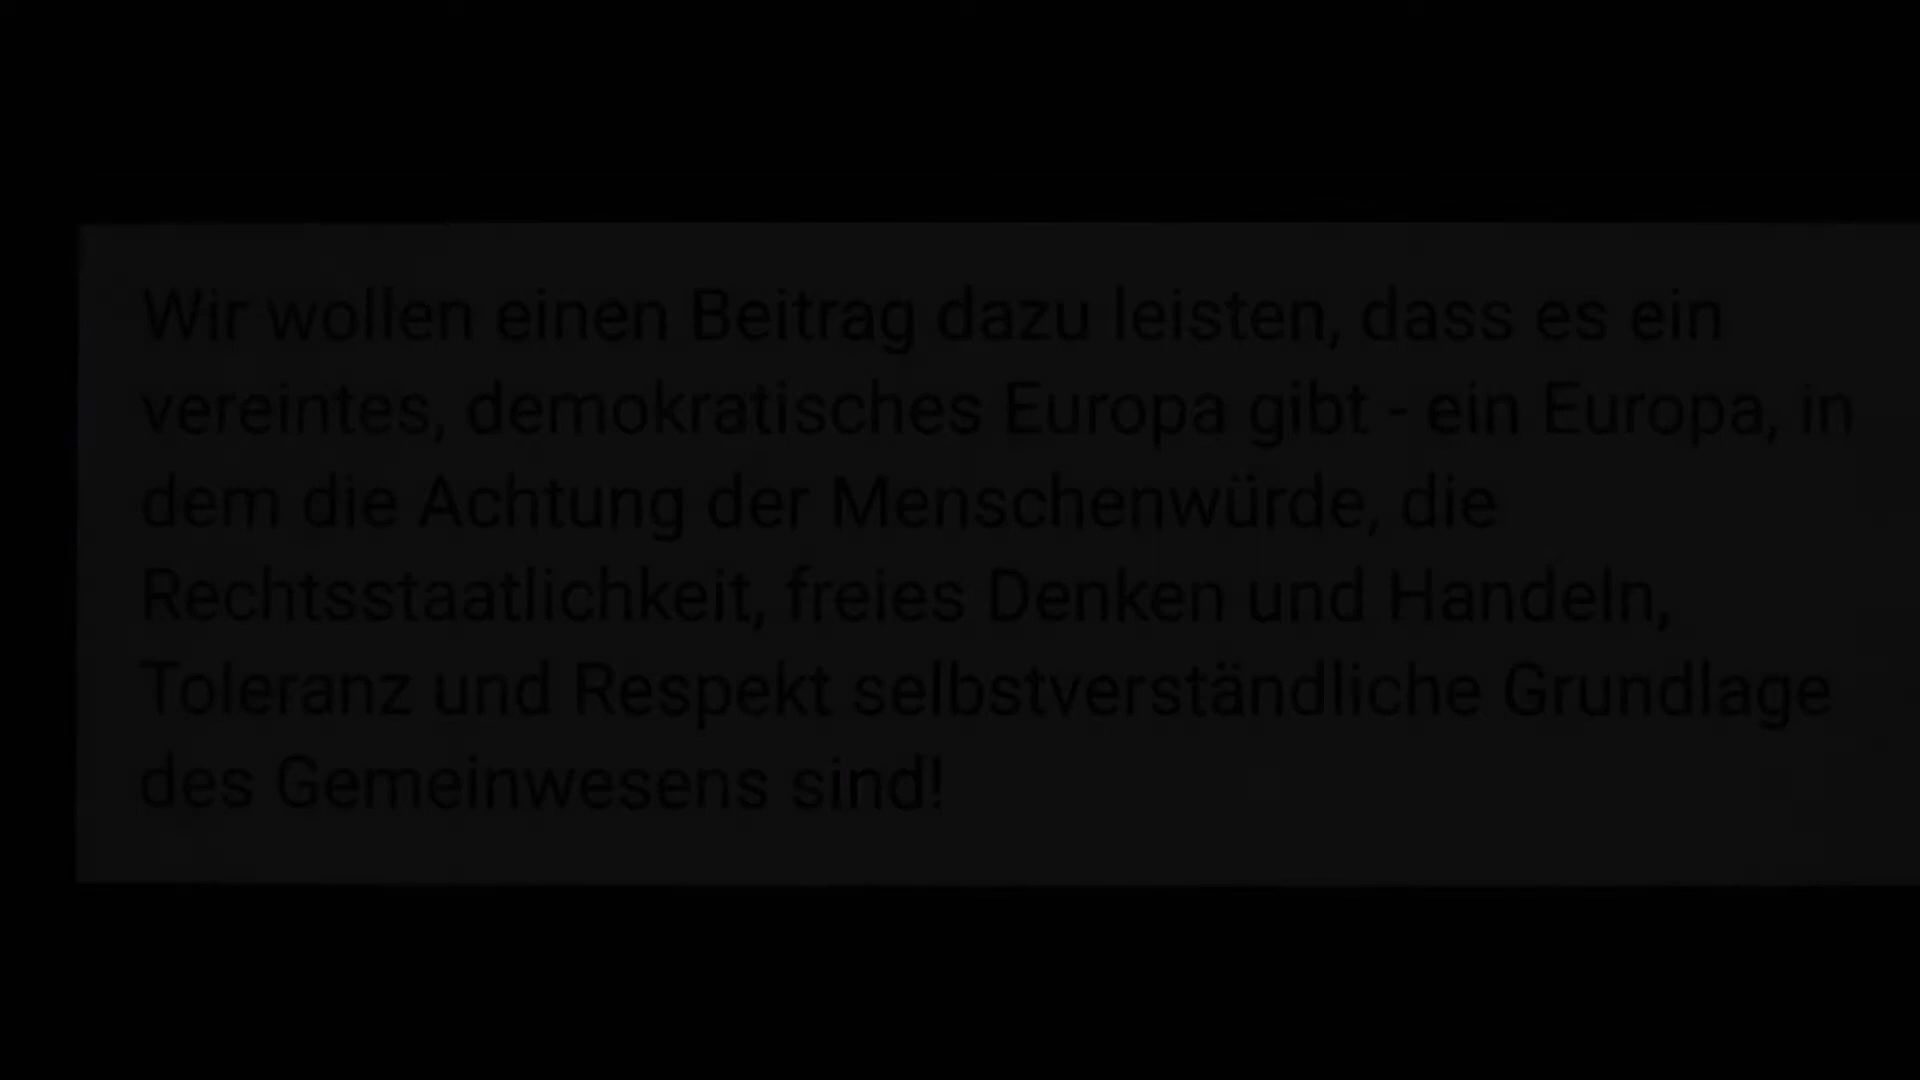 Wir wollen einen Beitrag dazu leisten, dass es ein
vereintes, demokratisches Europa gibt - ein Europa, in
dem die Achtung der Menschenwürde, die
Rechtsstaatlichkeit, freies Denken und Handeln,
Toleranz und Respekt selbstverständliche Grundlage
des Gemeinwesens sind!